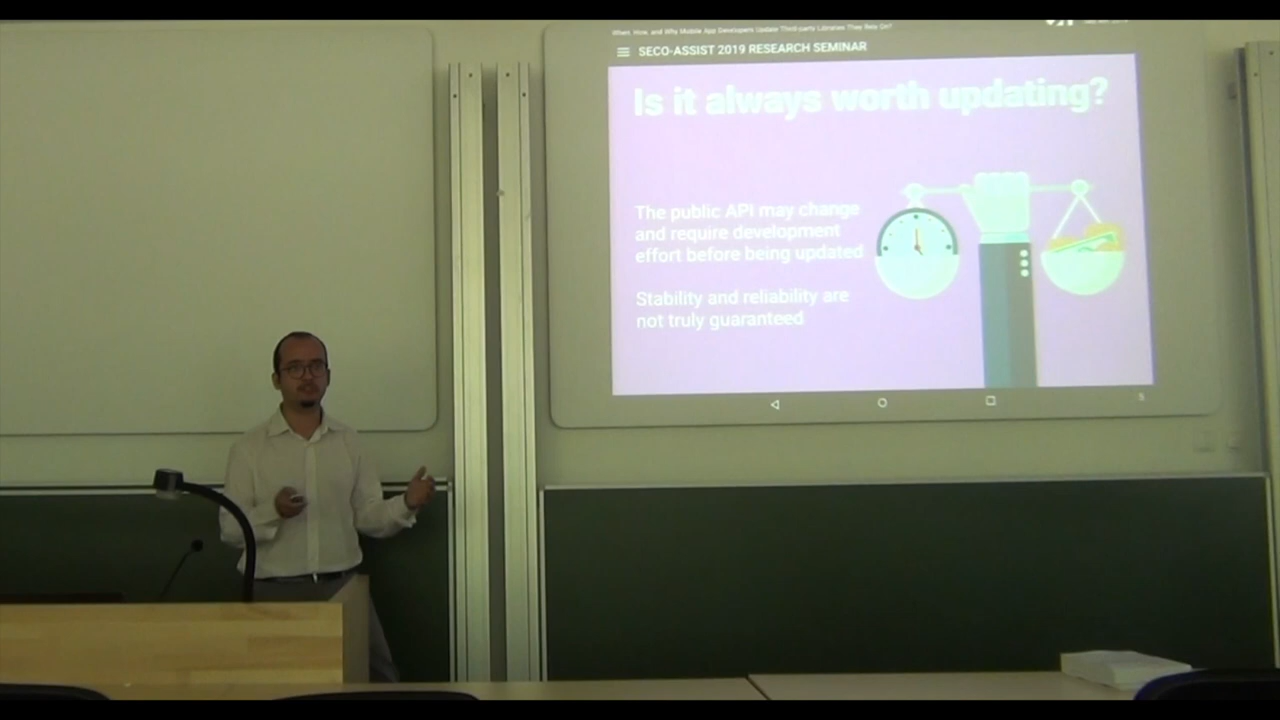 When, How, and Why Mobile App Developers Update Third-party Libraries They Rely On?
SECO-ASSIST 2019 RESEARCH SEMINAR
Is it always worth updating?
The public API may change
and require development
effort before being updated
Stability and reliability are
not truly guaranteed
5